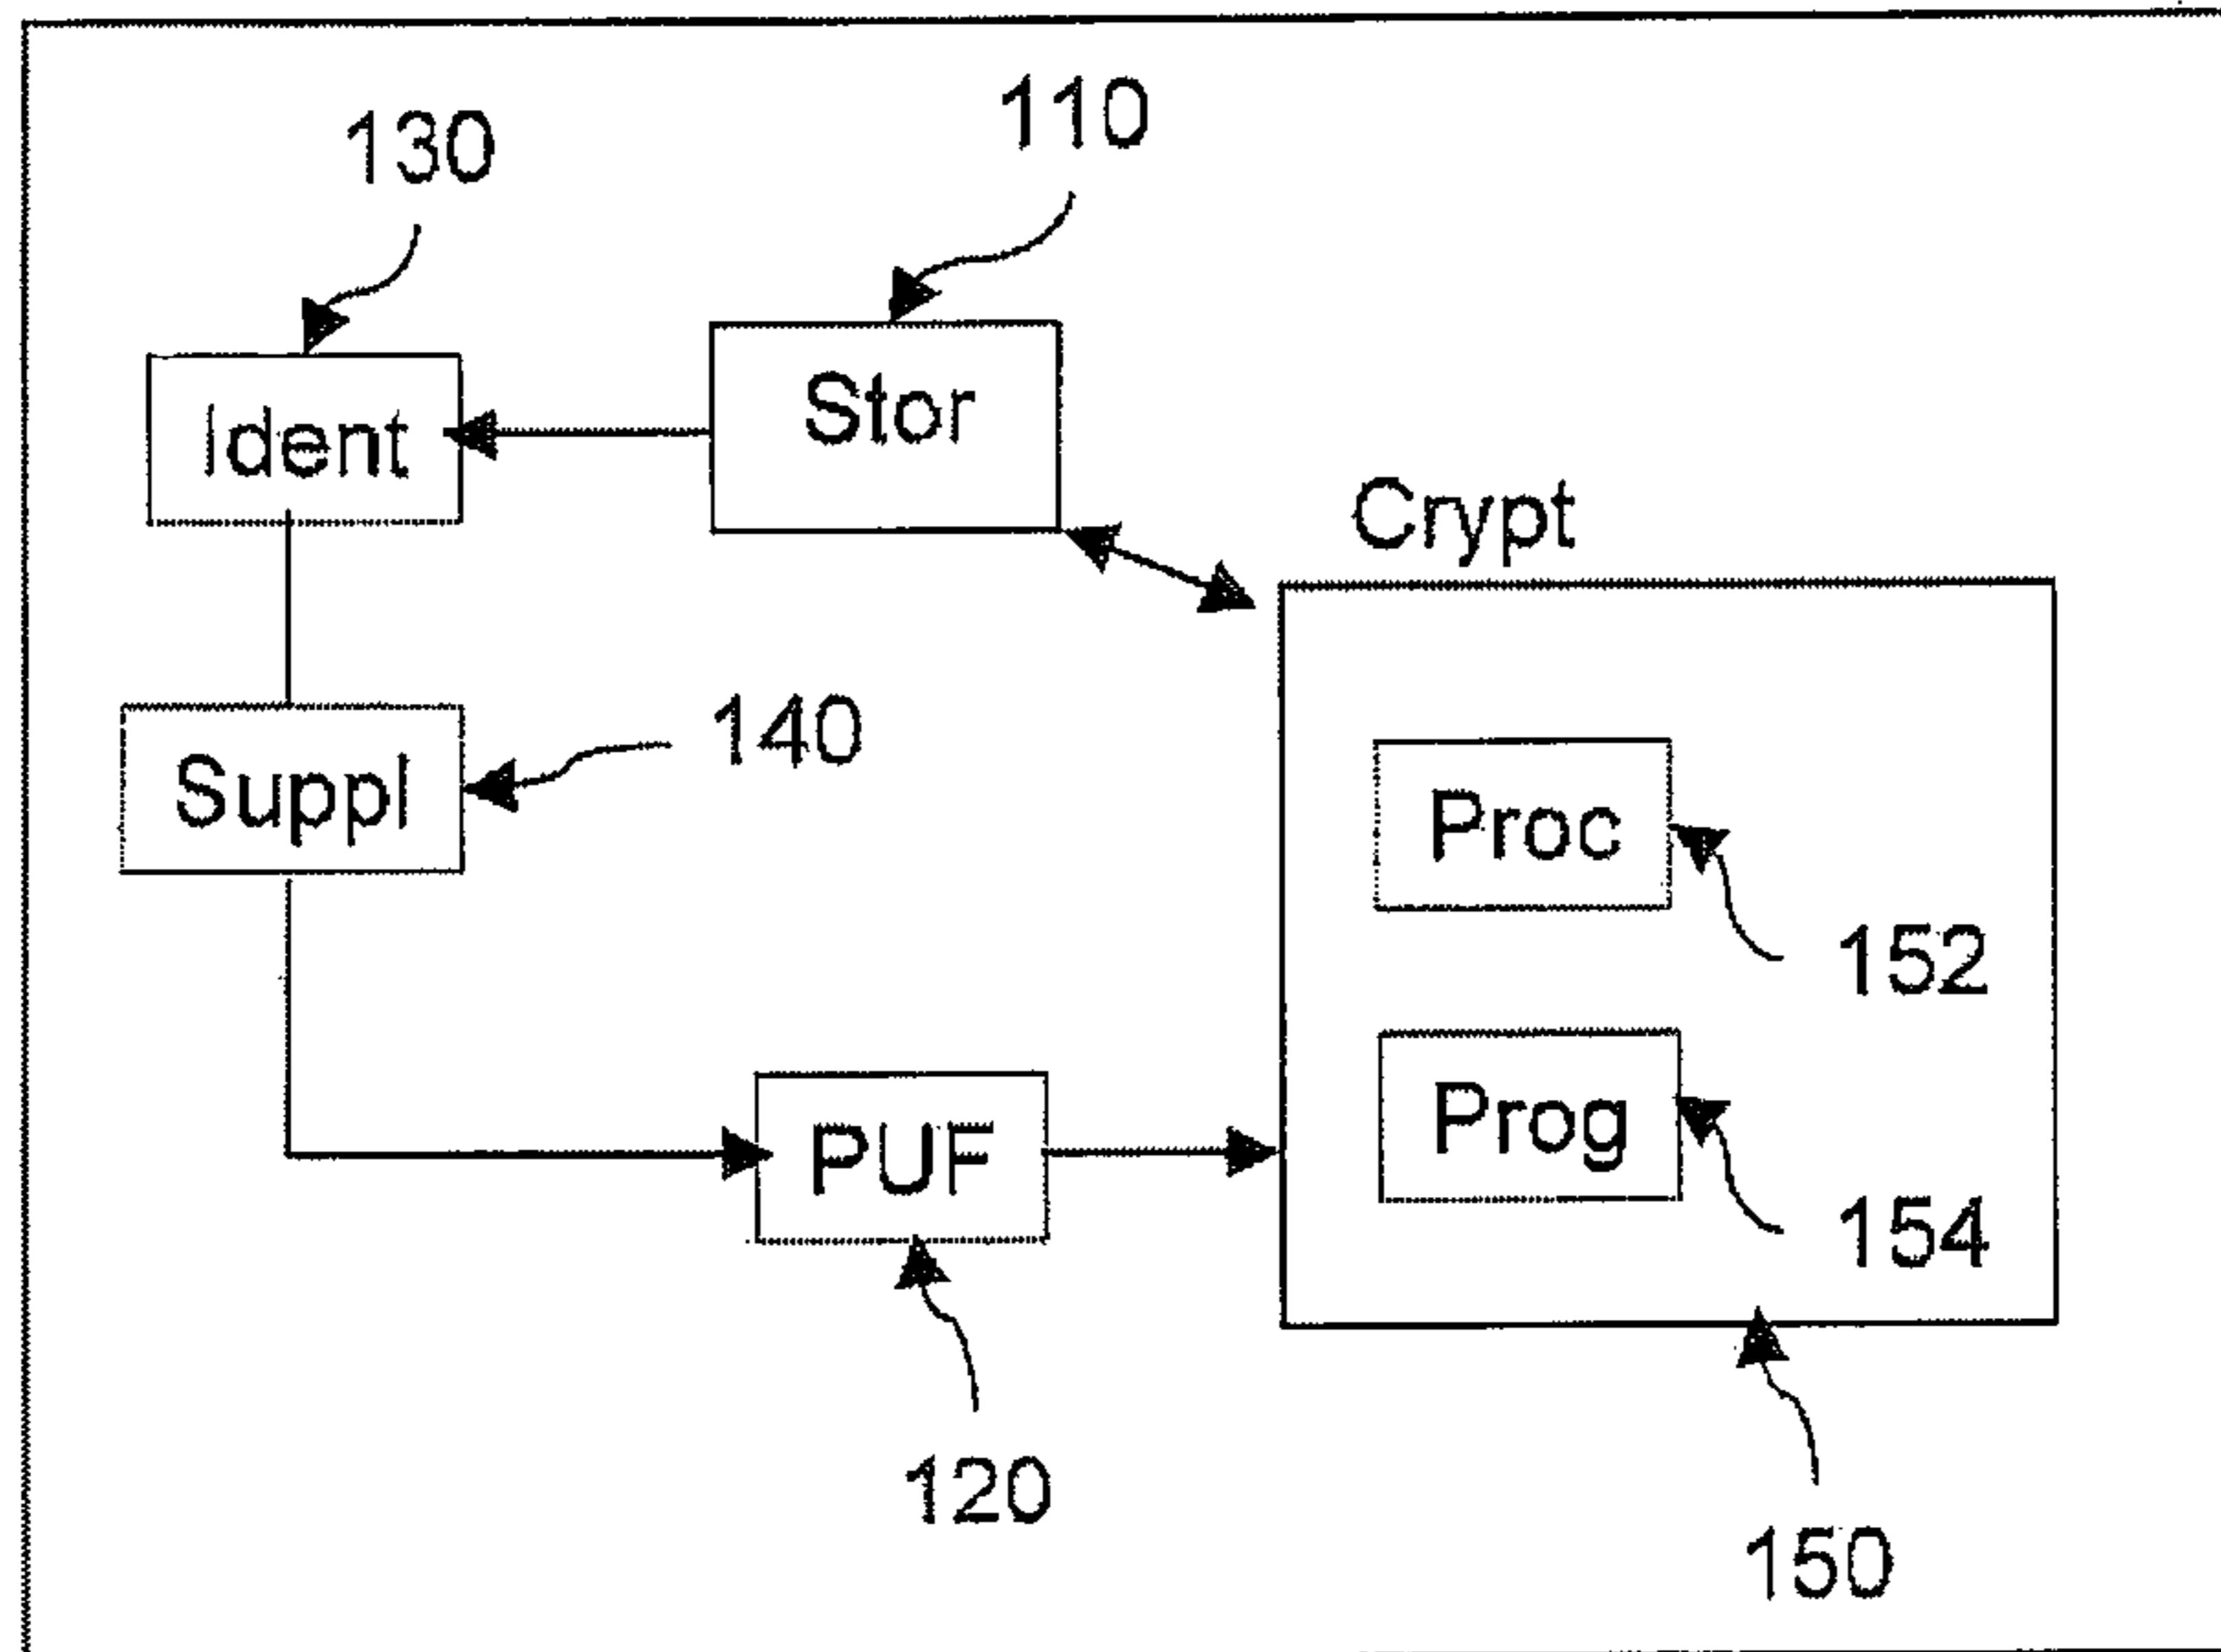 130
110
Ident
Stor
Crypt
Suppl
140
Proc
152
PUF
Prog
154
120
150